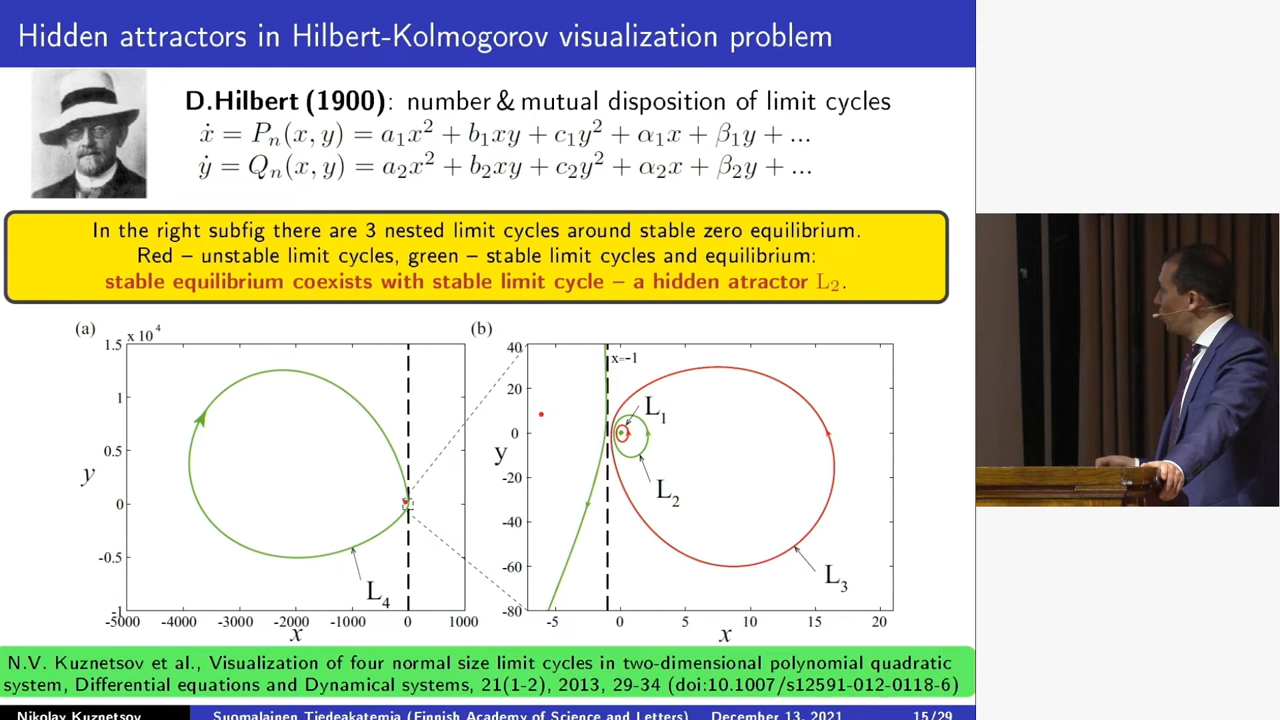 Hidden attractors in Hilbert-Kolmogorov visualization problem
D.Hilbert (1900): number & mutual disposition of limit cycles
ẋ = Pₙ(x, y) = a₁x² + b₁xy + c₁y² + α₁x + β₁y + ...
ẏ = Qₙ(x, y) = a₂x² + b₂xy + c₂y² + α₂x + β₂y + ...
In the right subfig there are 3 nested limit cycles around stable zero equilibrium.
Red – unstable limit cycles, green – stable limit cycles and equilibrium:
stable equilibrium coexists with stable limit cycle – a hidden atractor L₂.
(a)
x 10⁴
1.5
1
0.5
0
-0.5
-1
y
L₄
-5000 -4000 -3000 -2000 -1000 0 1000
x
(b)
40
20
0
-20
-40
-60
-80
y
x=-1
L₁
L₂
L₃
-5 0 5 10 15 20
x
N.V. Kuznetsov et al., Visualization of four normal size limit cycles in two-dimensional polynomial quadratic
system, Differential equations and Dynamical systems, 21(1-2), 2013, 29-34 (doi:10.1007/s12591-012-0118-6)
Nikolay Kuznetsov Suomalainen Tiedeakatemia (Finnish Academy of Science and Letters) December 13, 2021 15/29